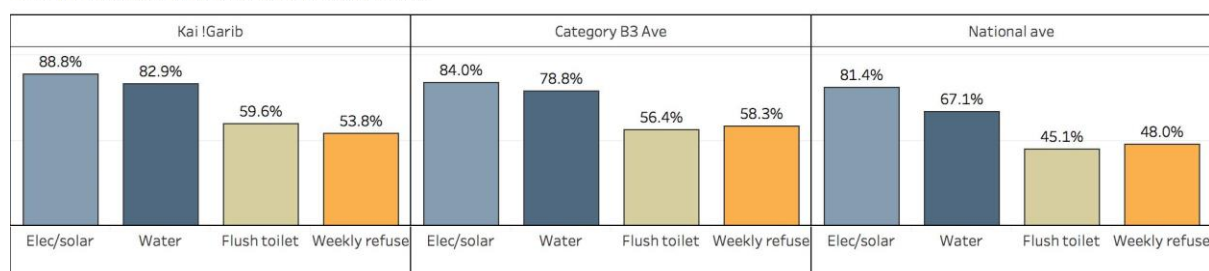 Kai !Garib
Category B3 Ave
National ave
88.8%
82.9%
59.6%
53.8%
84.0%
78.8%
56.4%
58.3%
81.4%
67.1%
45.1%
48.0%
Elec/solar
Water
Flush toilet
Weekly refuse
Elec/solar
Water
Flush toilet
Weekly refuse
Elec/solar
Water
Flush toilet
Weekly refuse